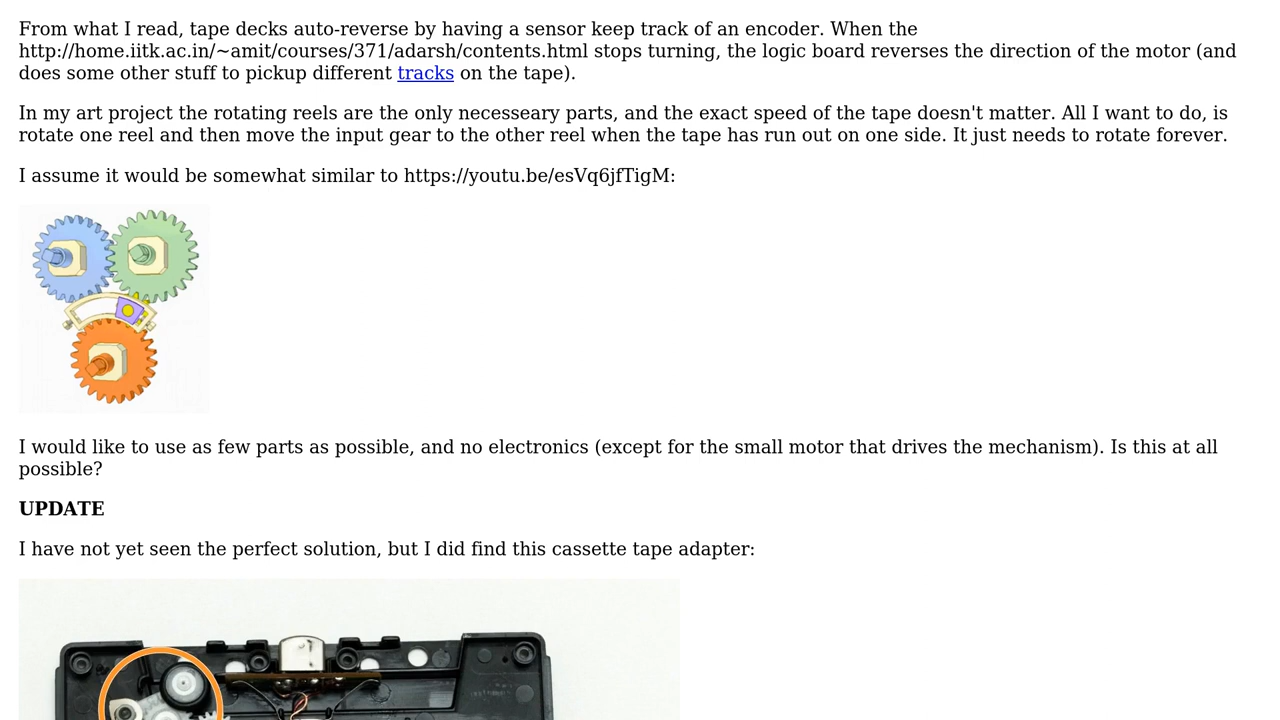 From what I read, tape decks auto-reverse by having a sensor keep track of an encoder. When the
http://home.iitk.ac.in/~amit/courses/371/adarsh/contents.html stops turning, the logic board reverses the direction of the motor (and
does some other stuff to pickup different tracks on the tape).
In my art project the rotating reels are the only necesseary parts, and the exact speed of the tape doesn't matter. All I want to do, is
rotate one reel and then move the input gear to the other reel when the tape has run out on one side. It just needs to rotate forever.
I assume it would be somewhat similar to https://youtu.be/esVq6jfTigM:
I would like to use as few parts as possible, and no electronics (except for the small motor that drives the mechanism). Is this at all
possible?
UPDATE
I have not yet seen the perfect solution, but I did find this cassette tape adapter: